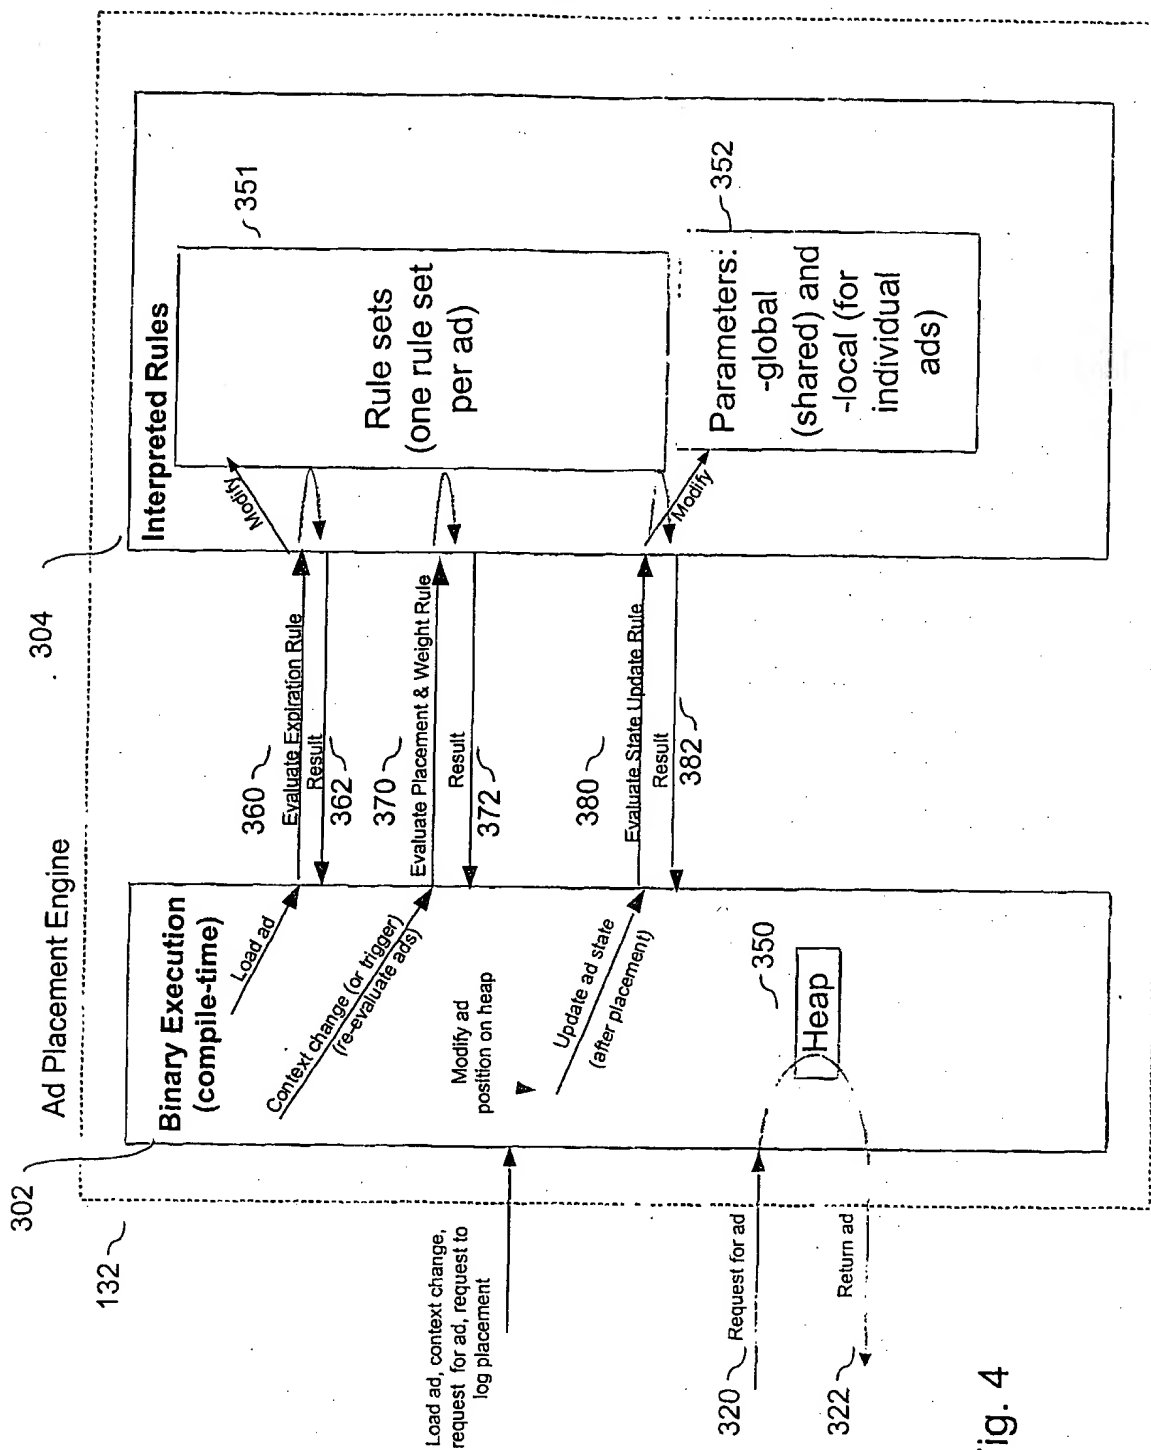 Ad Placement Engine
132
302
304
Binary Execution
(compile-time)
Load ad
Context change (or trigger)
(re-evaluate ads)
Modify ad
position on heap
Update ad state
(after placement)
350
Heap
360
Evaluate Expiration Rule
Result
362
370
Evaluate Placement & Weight Rule
Result
372
380
Evaluate State Update Rule
Result
382
Interpreted Rules
Modify
351
Rule sets
(one rule set
per ad)
Modify
352
Parameters:
-global
(shared) and
-local (for
individual
ads)
Load ad, context change,
request for ad, request to
log placement
320
Request for ad
322
Return ad
ig. 4